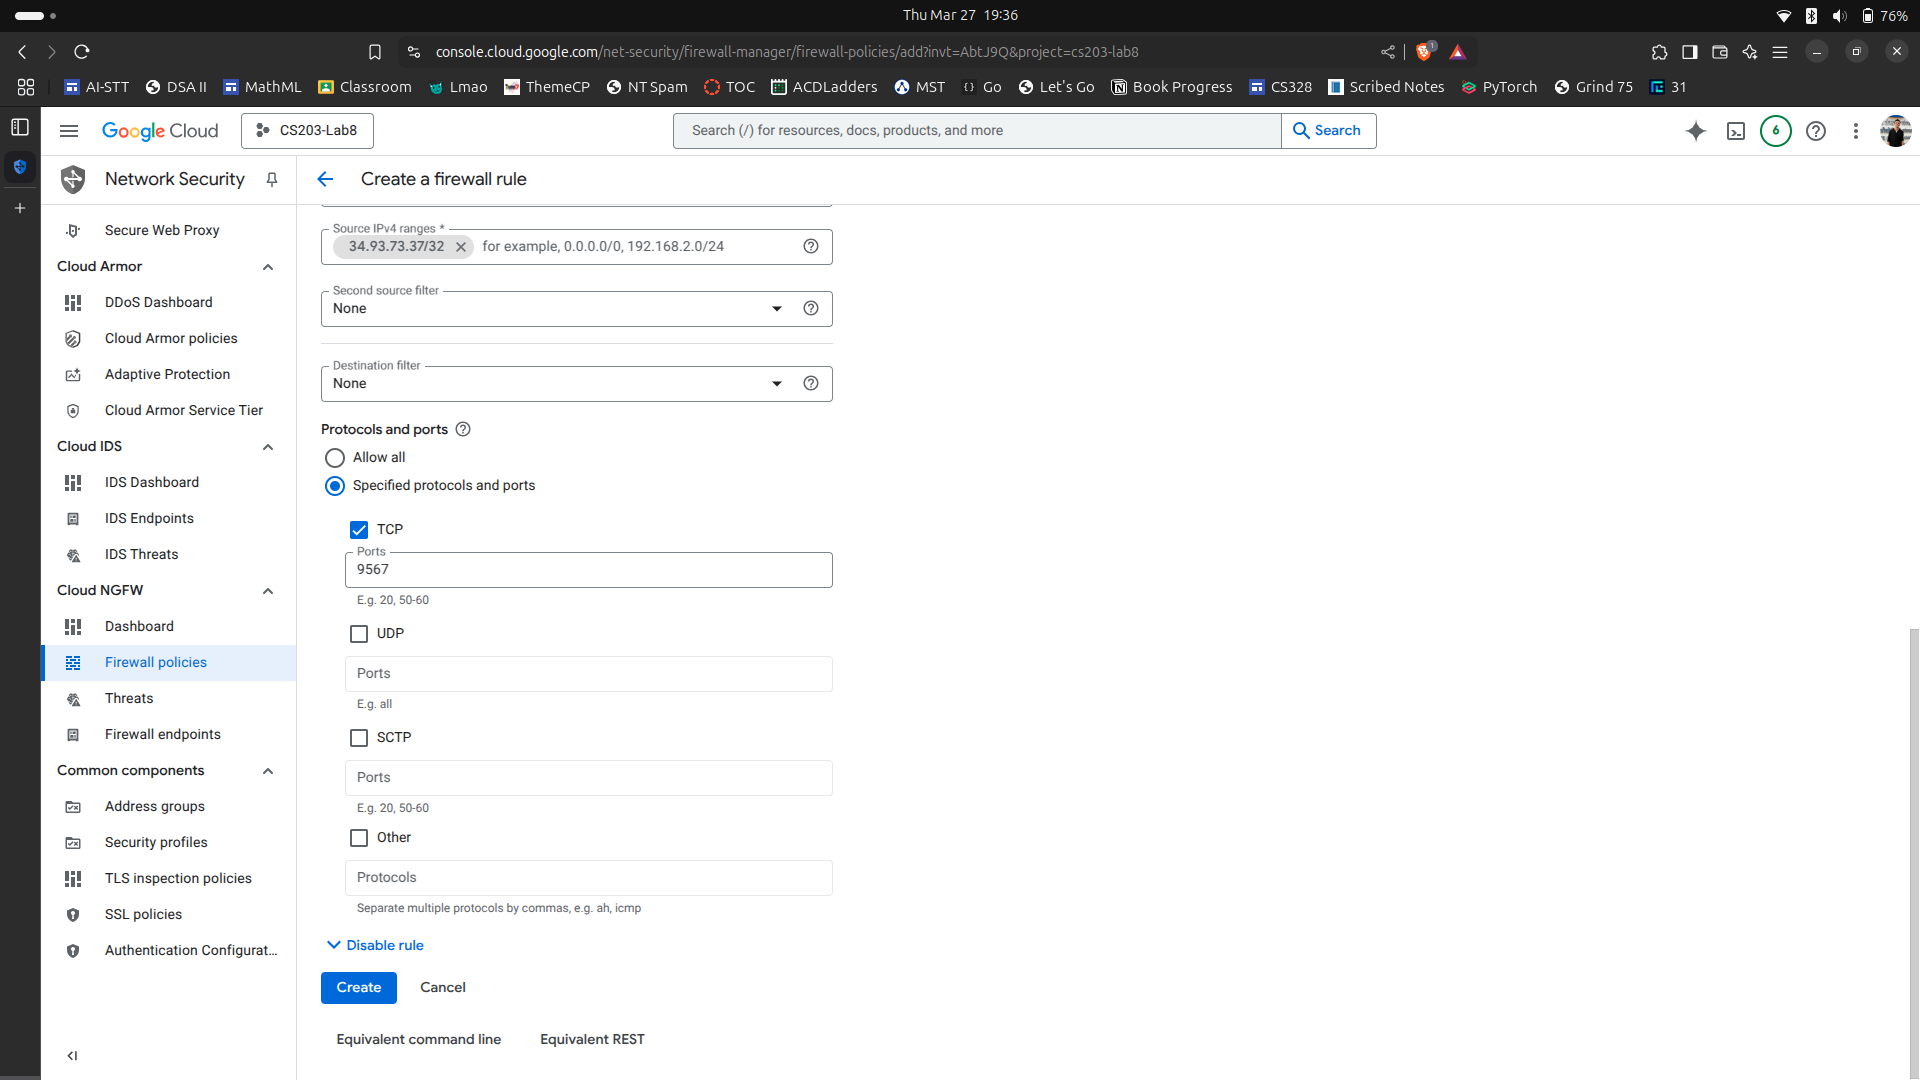 Thu Mar 27 19:36
76%
console.cloud.google.com/net-security/firewall-manager/firewall-policies/add?invt=AbtJ9Q&project=cs203-lab8
1
AI-STT
DSA II
MathML
Classroom
Lmao
ThemeCP
NT Spam
TOC
ACDLadders
MST
Go
Let's Go
Book Progress
CS328
Scribed Notes
PyTorch
Grind 75
31
Google Cloud
CS203-Lab8
Search (/) for resources, docs, products, and more
Search
6
Network Security
Create a firewall rule
Secure Web Proxy
Cloud Armor
DDoS Dashboard
Cloud Armor policies
Adaptive Protection
Cloud Armor Service Tier
Cloud IDS
IDS Dashboard
IDS Endpoints
IDS Threats
Cloud NGFW
Dashboard
Firewall policies
Threats
Firewall endpoints
Common components
Address groups
Security profiles
TLS inspection policies
SSL policies
Authentication Configurat...
Source IPv4 ranges *
34.93.73.37/32 for example, 0.0.0.0/0, 192.168.2.0/24
Second source filter
None
Destination filter
None
Protocols and ports
Allow all
Specified protocols and ports
TCP
Ports
9567
E.g. 20, 50-60
UDP
Ports
E.g. all
SCTP
Ports
E.g. 20, 50-60
Other
Protocols
Separate multiple protocols by commas, e.g. ah, icmp
Disable rule
Create
Cancel
Equivalent command line
Equivalent REST